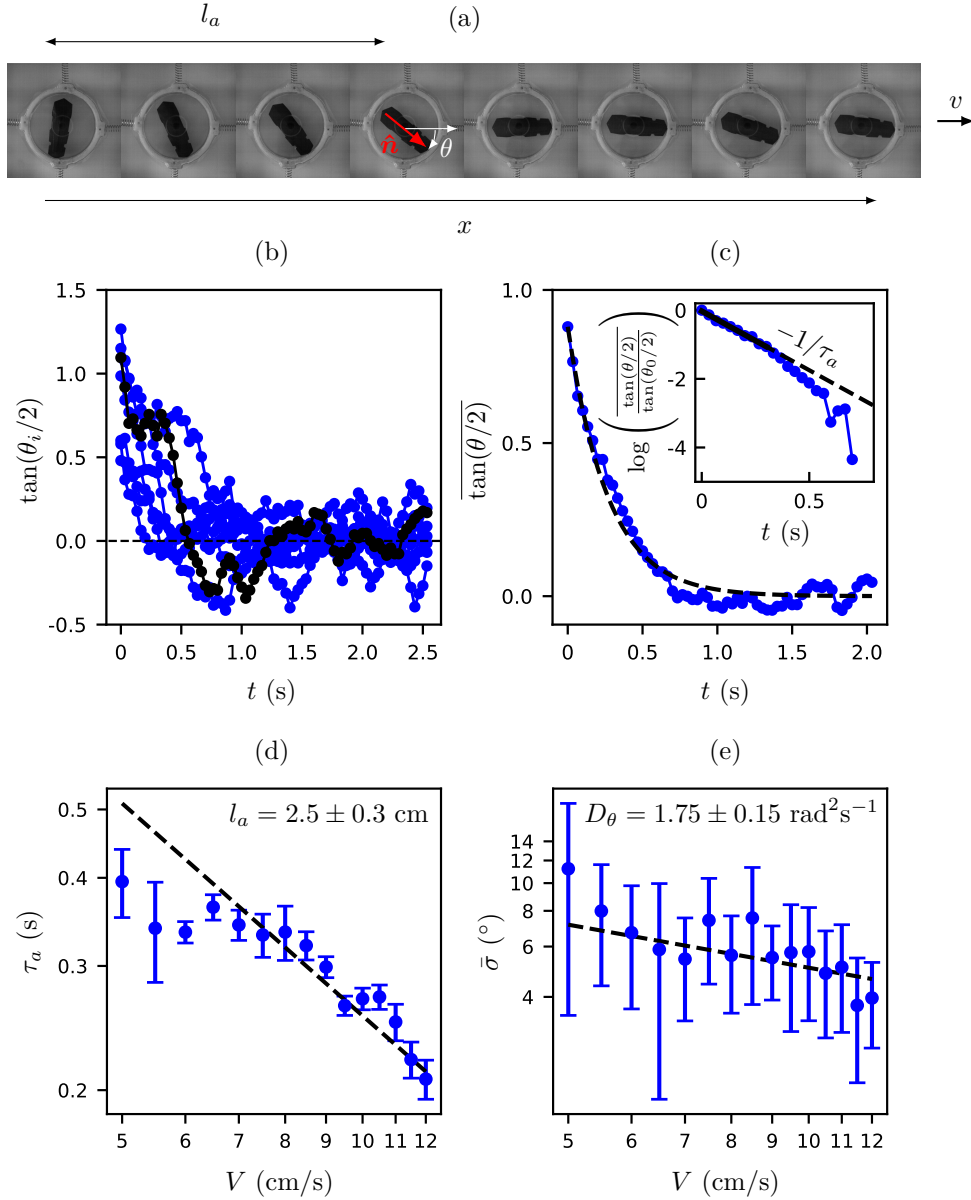 (a)
l_a
v
n̂
θ
x
(b)
1.5
1.0
0.5
0.0
-0.5
tan(θ_i/2)
0 0.5 1.0 1.5 2.0 2.5
t (s)
(c)
1.0
0.5
0.0
tan(θ/2)
0 0.5 1.0 1.5 2.0
t (s)
log ( tan(θ/2) / tan(θ_0/2) )
0
-2
-4
−1/τ_a
0 0.5
t (s)
(d)
l_a = 2.5 ± 0.3 cm
0.5
0.4
0.3
0.2
τ_a (s)
5 6 7 8 9 10 11 12
V (cm/s)
(e)
D_θ = 1.75 ± 0.15 rad²s⁻¹
14
12
10
8
6
4
σ̄ (°)
5 6 7 8 9 10 11 12
V (cm/s)